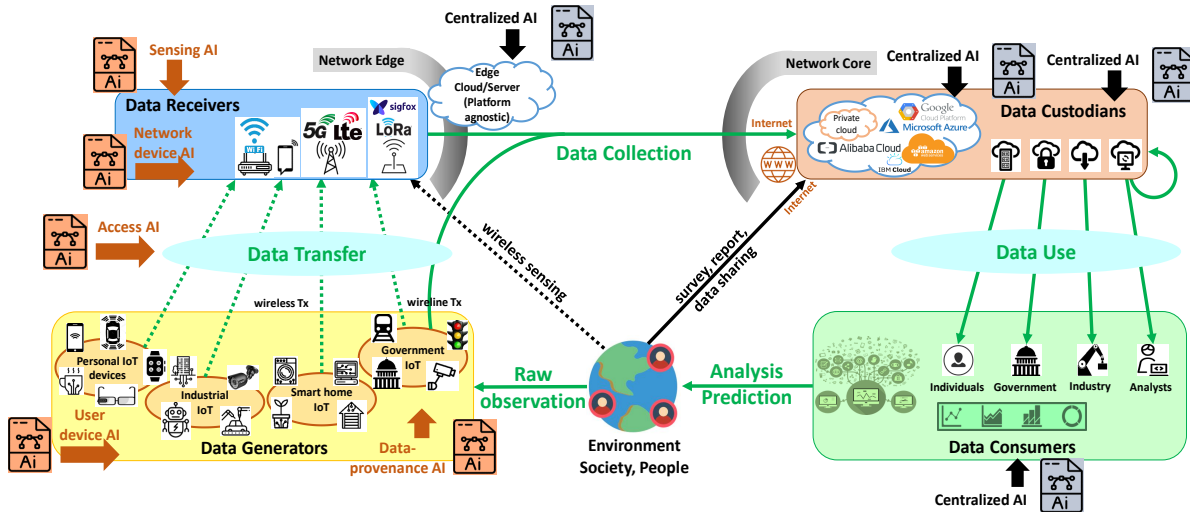 Centralized AI
Ai
Sensing AI
Ai
Network Edge
Edge
Cloud/Server
(Platform
agnostic)
Network Core
Centralized AI
Ai
Centralized AI
Ai
Data Receivers
sigfox
5G Lte
LoRa
WiFi
Network
device AI
Ai
Data Collection
Internet
WWW
Internet
Private
cloud
Google
Cloud Platform
Microsoft Azure
Alibaba Cloud
amazon
IBM Cloud
Data Custodians
Access AI
Ai
Data Transfer
wireless sensing
survey, report,
data sharing
Data Use
wireless Tx
wireline Tx
Personal IoT
devices
Industrial
IoT
Smart home
IoT
Government
IoT
User
device AI
Ai
Data Generators
Data-
provenance AI
Ai
Raw
observation
Environment
Society, People
Analysis
Prediction
Individuals
Government
Industry
Analysts
Data Consumers
Centralized AI
Ai